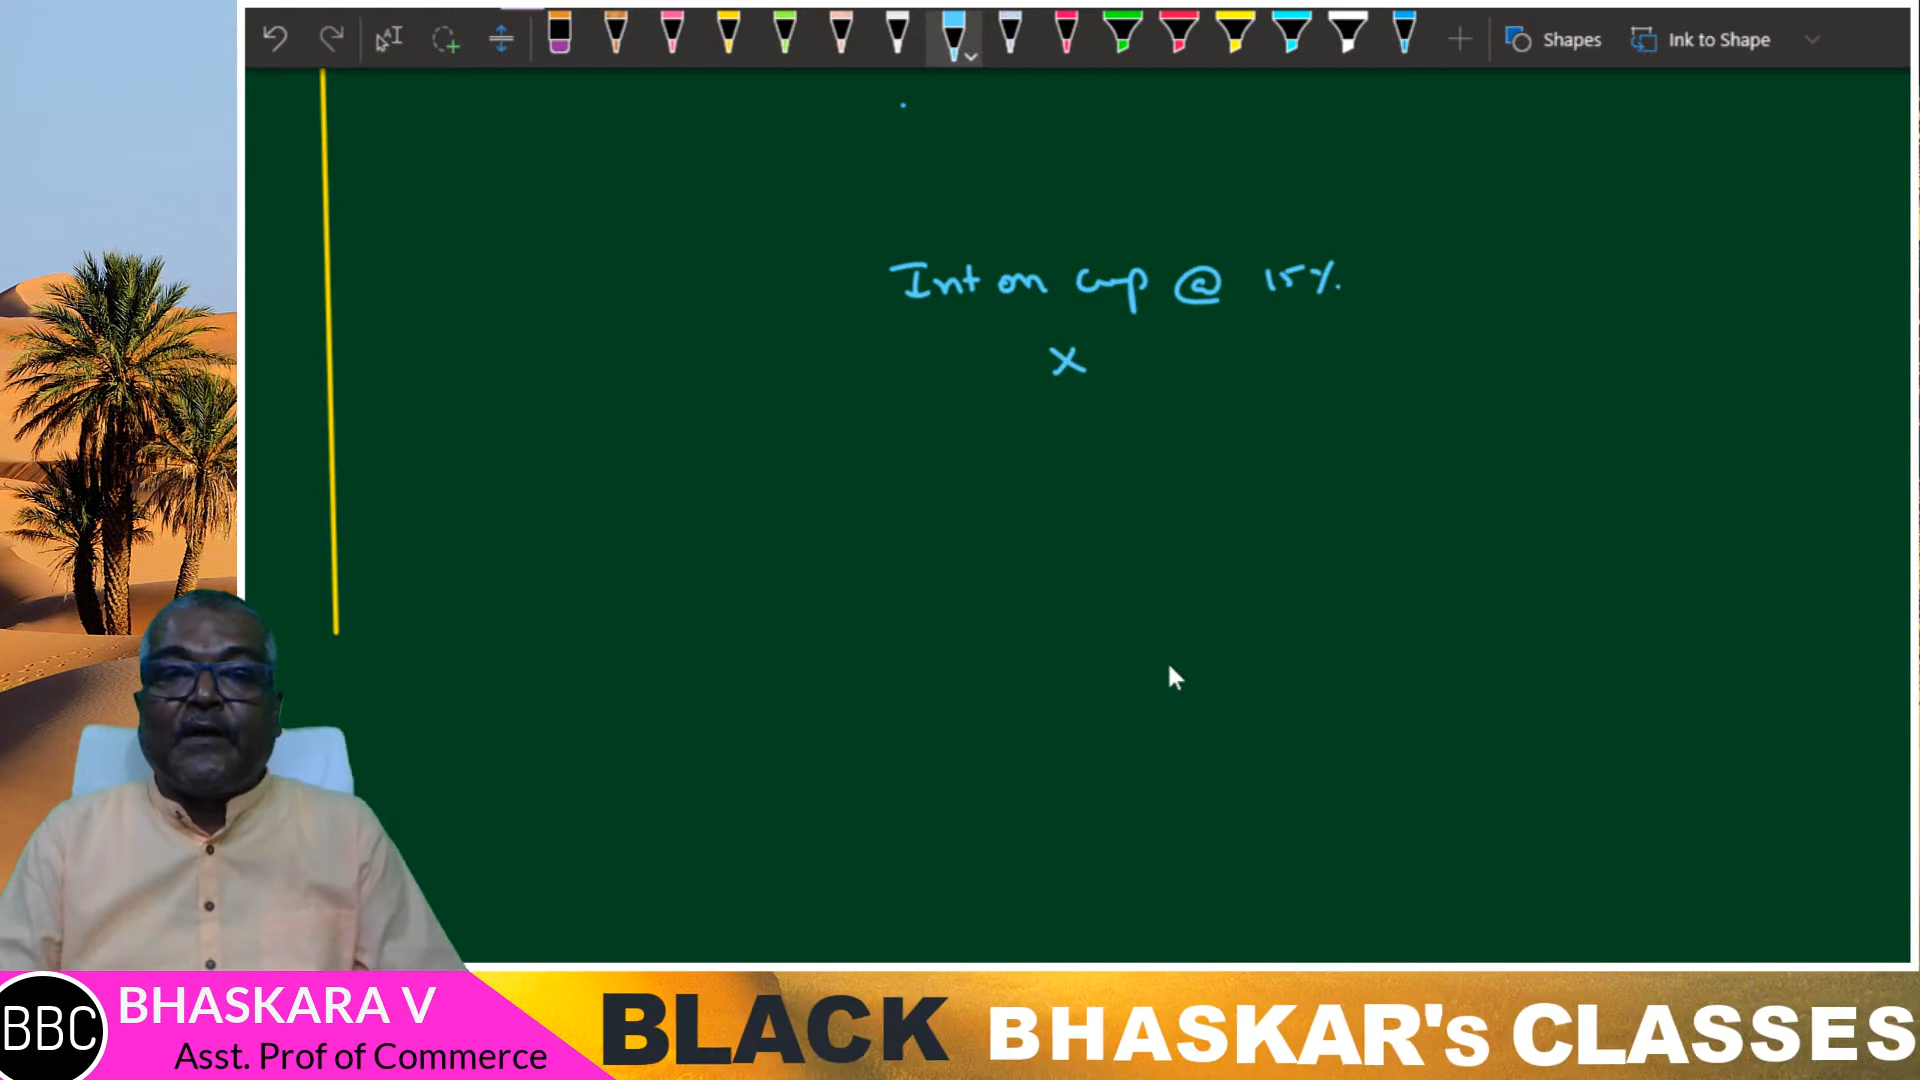 Shapes
Ink to Shape
Int on cap @ 15%.
X
BBC
BHASKARA V
Asst. Prof of Commerce
BLACK BHASKAR's CLASSES